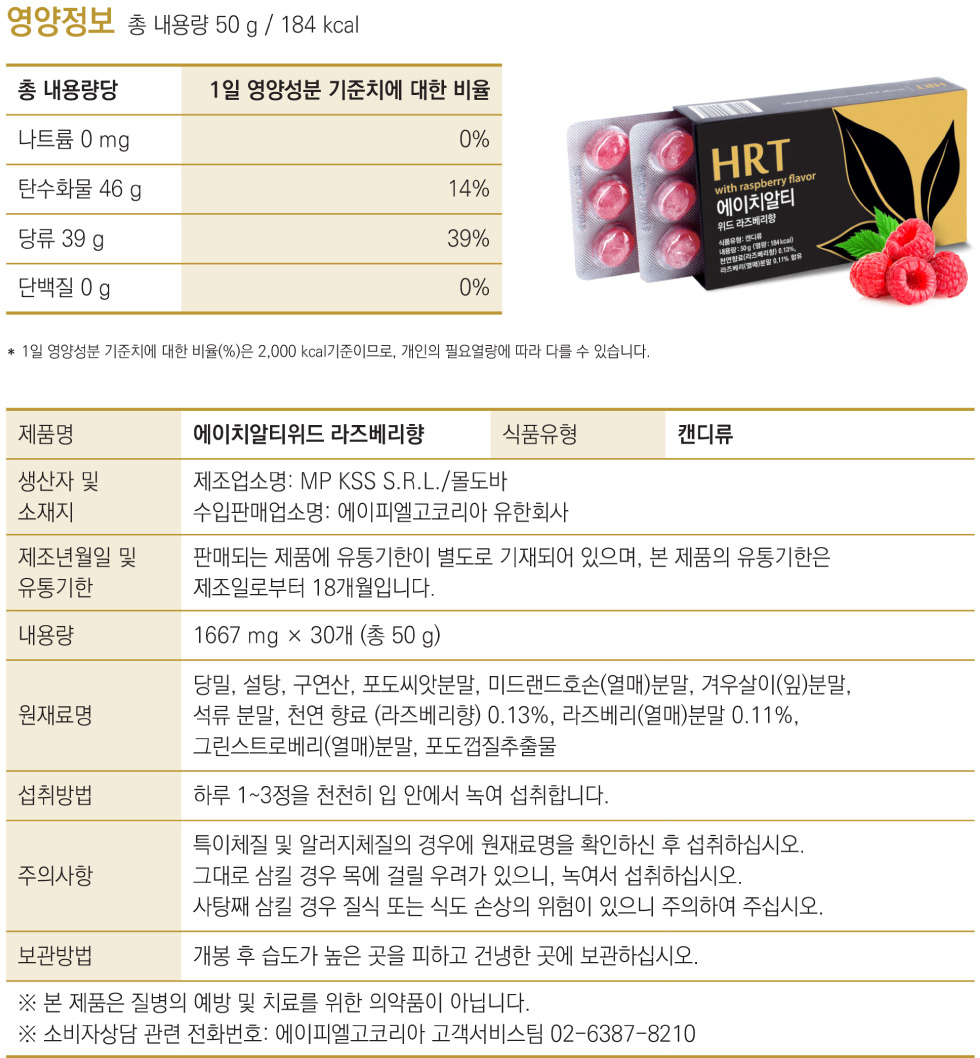 영양정보 총 내용량 50 g / 184 kcal
총 내용량당 1일 영양성분 기준치에 대한 비율
나트륨 0 mg 0%
탄수화물 46 g 14%
당류 39 g 39%
단백질 0 g 0%
* 1일 영양성분 기준치에 대한 비율(%)은 2,000 kcal기준이므로, 개인의 필요열량에 따라 다를 수 있습니다.
HRT
HRT
with raspberry flavor
에이치알티
위드 라즈베리향
식품유형: 캔디류
내용량: 50g (열량: 184kcal)
천연향료(라즈베리향) 0.13%,
라즈베리(열매)분말 0.11% 함유
제품명 에이치알티위드 라즈베리향 식품유형 캔디류
생산자 및
소재지
제조업소명: MP KSS S.R.L./몰도바
수입판매업소명: 에이피엘고코리아 유한회사
제조년월일 및
유통기한
판매되는 제품에 유통기한이 별도로 기재되어 있으며, 본 제품의 유통기한은
제조일로부터 18개월입니다.
내용량 1667 mg × 30개 (총 50 g)
원재료명
당밀, 설탕, 구연산, 포도씨앗분말, 미드랜드호손(열매)분말, 겨우살이(잎)분말,
석류 분말, 천연 향료 (라즈베리향) 0.13%, 라즈베리(열매)분말 0.11%,
그린스트로베리(열매)분말, 포도껍질추출물
섭취방법 하루 1~3정을 천천히 입 안에서 녹여 섭취합니다.
주의사항
특이체질 및 알러지체질의 경우에 원재료명을 확인하신 후 섭취하십시오.
그대로 삼킬 경우 목에 걸릴 우려가 있으니, 녹여서 섭취하십시오.
사탕째 삼킬 경우 질식 또는 식도 손상의 위험이 있으니 주의하여 주십시오.
보관방법 개봉 후 습도가 높은 곳을 피하고 건냉한 곳에 보관하십시오.
※ 본 제품은 질병의 예방 및 치료를 위한 의약품이 아닙니다.
※ 소비자상담 관련 전화번호: 에이피엘고코리아 고객서비스팀 02-6387-8210